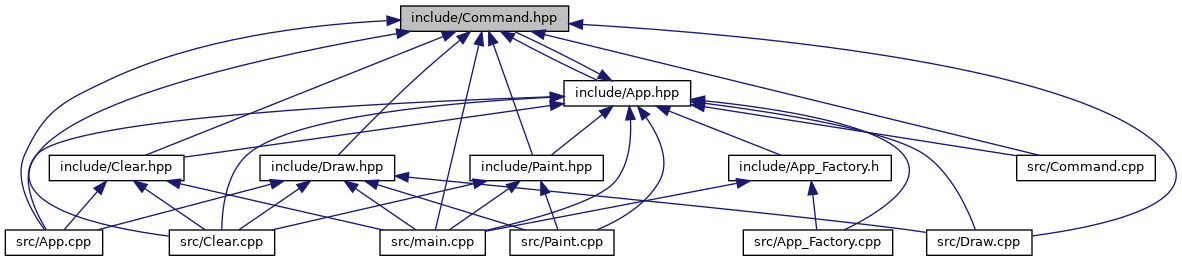 include/Command.hpp
include/App.hpp
include/Clear.hpp
include/Draw.hpp
include/Paint.hpp
include/App_Factory.h
src/Command.cpp
src/App.cpp
src/Clear.cpp
src/main.cpp
src/Paint.cpp
src/App_Factory.cpp
src/Draw.cpp